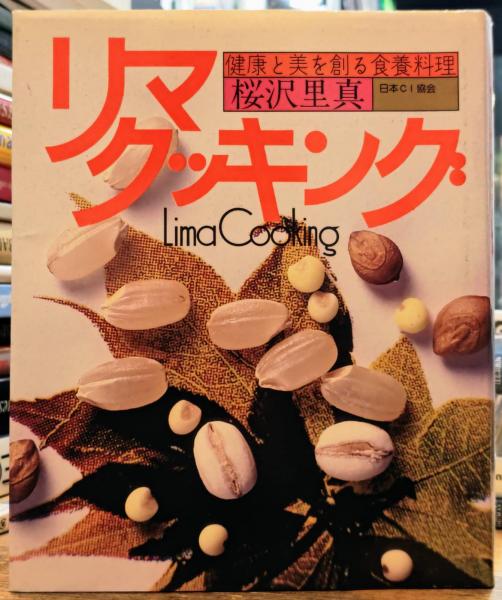 リマ
クッキング
健康と美を創る食養料理
桜沢里真
日本CI協会
Lima Cooking